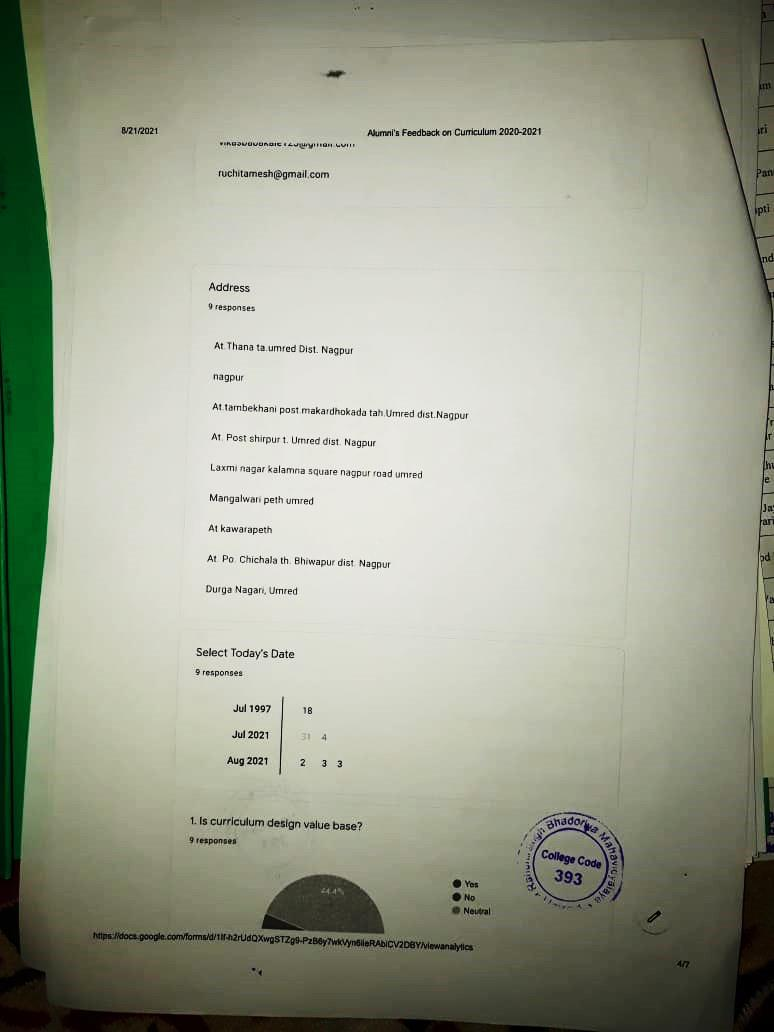 8/21/2021
Alumni's Feedback on Curriculum 2020-2021
ruchitamesh@gmail.com
Address
9 responses
At.Thana ta.umred Dist. Nagpur
nagpur
At.tambekhani post.makardhokada tah.Umred dist.Nagpur
At. Post shirpur t. Umred dist. Nagpur
Laxmi nagar kalamna square nagpur road umred
Mangalwari peth umred
At kawarapeth
At. Po. Chichala th. Bhiwapur dist. Nagpur
Durga Nagari, Umred
Select Today's Date
9 responses
Jul 1997 18
Jul 2021 31 4
Aug 2021 2 3 3
1. Is curriculum design value base?
9 responses
44.4%
Yes
No
Neutral
Bhadoriya Mahavidyalaya
College Code
393
4/7